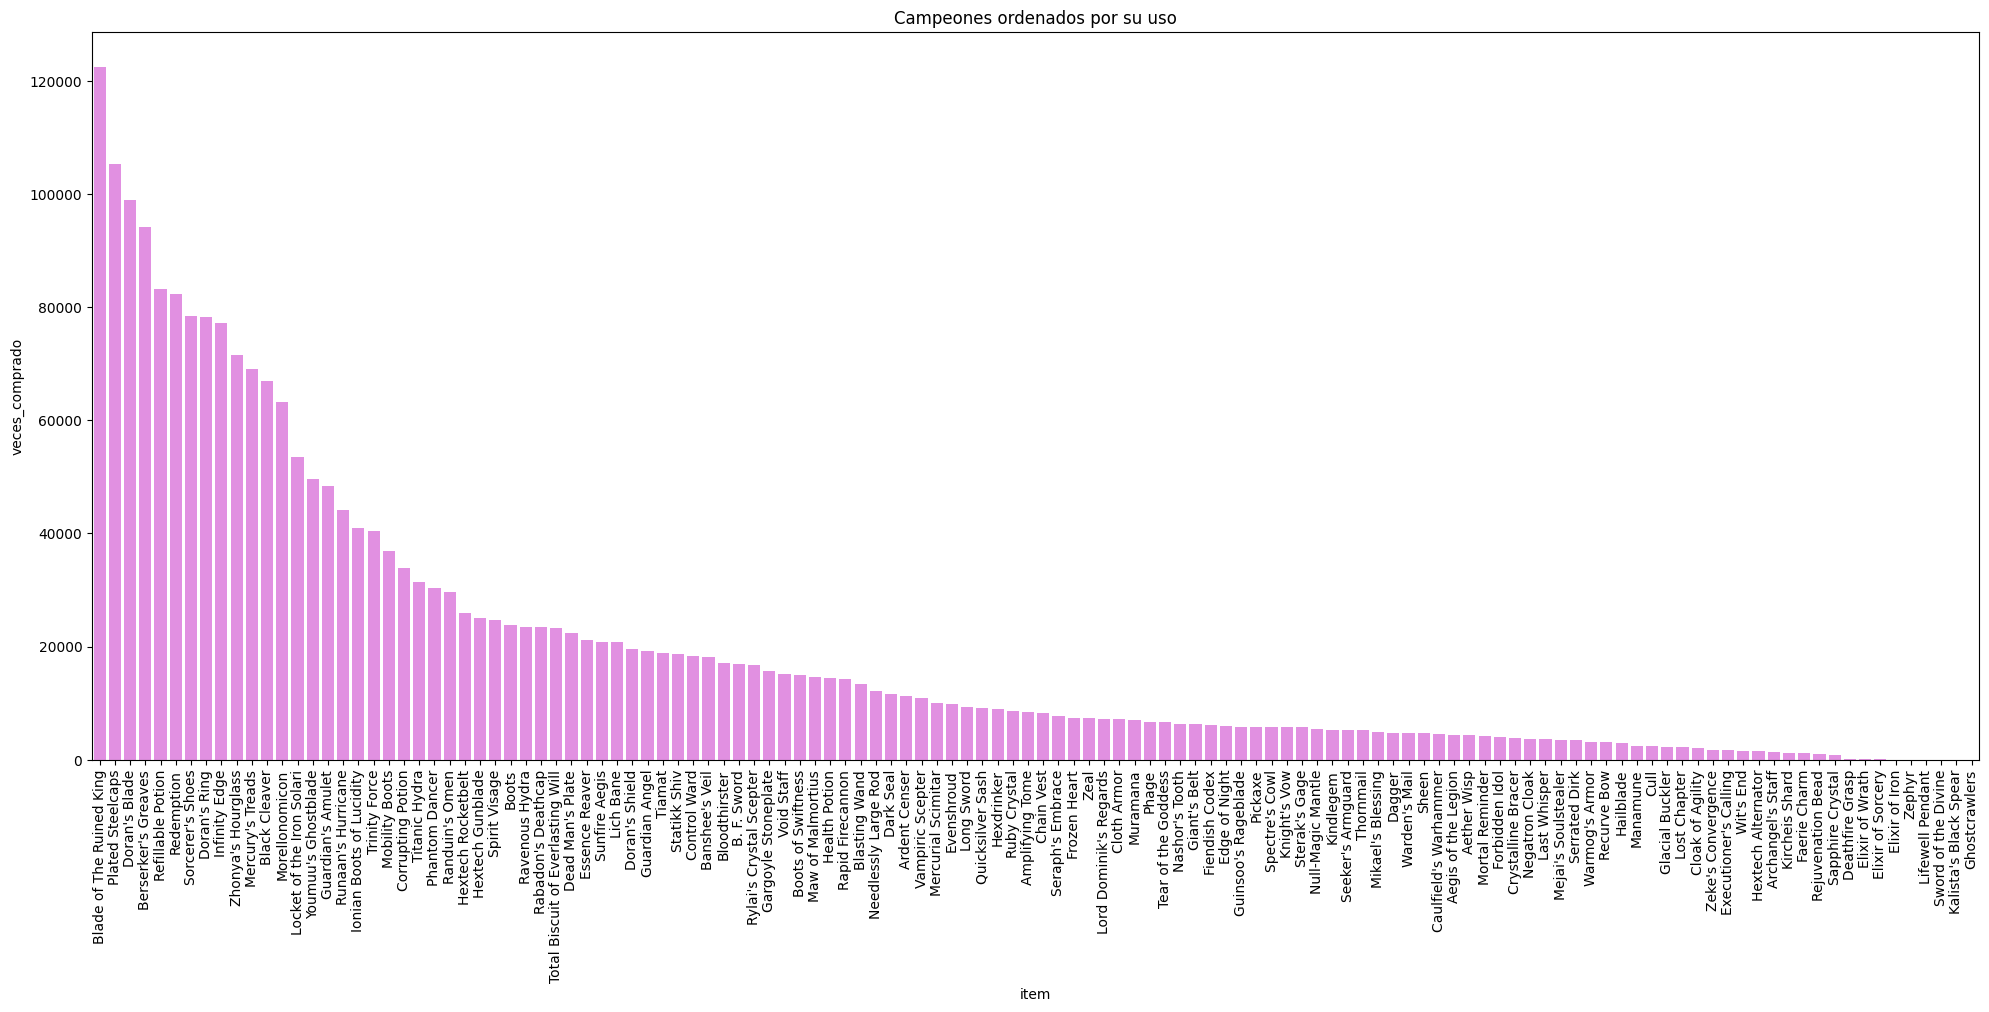 Campeones ordenados por su uso
veces_comprado
120000
100000
80000
60000
40000
20000
0
Blade of The Ruined King
Plated Steelcaps
Doran's Blade
Berserker's Greaves
Refillable Potion
Redemption
Sorcerer's Shoes
Doran's Ring
Infinity Edge
Zhonya's Hourglass
Mercury's Treads
Black Cleaver
Morellonomicon
Locket of the Iron Solari
Youmuu's Ghostblade
Guardian's Amulet
Runaan's Hurricane
Ionian Boots of Lucidity
Trinity Force
Mobility Boots
Corrupting Potion
Titanic Hydra
Phantom Dancer
Randuin's Omen
Hextech Rocketbelt
Hextech Gunblade
Spirit Visage
Boots
Ravenous Hydra
Rabadon's Deathcap
Total Biscuit of Everlasting Will
Dead Man's Plate
Essence Reaver
Sunfire Aegis
Lich Bane
Doran's Shield
Guardian Angel
Tiamat
Statikk Shiv
Control Ward
Banshee's Veil
Bloodthirster
B. F. Sword
Rylai's Crystal Scepter
Gargoyle Stoneplate
Void Staff
Boots of Swiftness
Maw of Malmortius
Health Potion
Rapid Firecannon
Blasting Wand
Needlessly Large Rod
Dark Seal
Ardent Censer
Vampiric Scepter
Mercurial Scimitar
Evenshroud
Long Sword
Quicksilver Sash
Hexdrinker
Ruby Crystal
Amplifying Tome
Chain Vest
Seraph's Embrace
Frozen Heart
Zeal
Lord Dominik's Regards
Cloth Armor
Muramana
Phage
Tear of the Goddess
Nashor's Tooth
Giant's Belt
Fiendish Codex
Edge of Night
Guinsoo's Rageblade
Pickaxe
Spectre's Cowl
Knight's Vow
Sterak's Gage
Null-Magic Mantle
Kindlegem
Seeker's Armguard
Thornmail
Mikael's Blessing
Dagger
Warden's Mail
Sheen
Caulfield's Warhammer
Aegis of the Legion
Aether Wisp
Mortal Reminder
Forbidden Idol
Crystalline Bracer
Negatron Cloak
Last Whisper
Mejai's Soulstealer
Serrated Dirk
Warmog's Armor
Recurve Bow
Hailblade
Manamune
Cull
Glacial Buckler
Lost Chapter
Cloak of Agility
Zeke's Convergence
Executioner's Calling
Wit's End
Hextech Alternator
Archangel's Staff
Kircheis Shard
Faerie Charm
Rejuvenation Bead
Sapphire Crystal
Deathfire Grasp
Elixir of Wrath
Elixir of Sorcery
Elixir of Iron
Zephyr
Lifewell Pendant
Sword of the Divine
Kalista's Black Spear
Ghostcrawlers
item